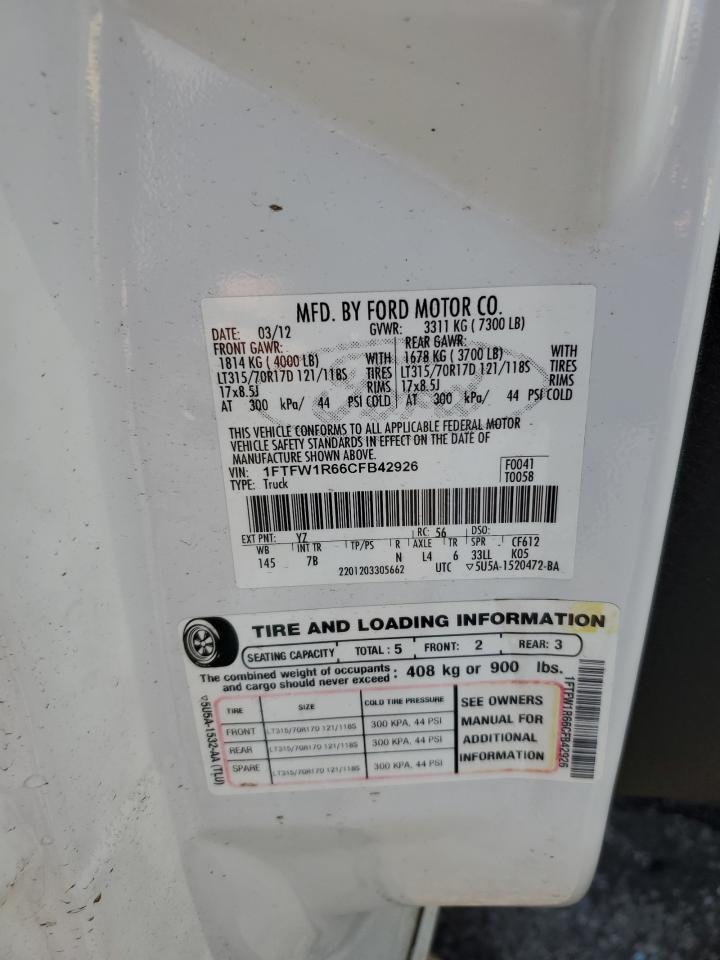 MFD. BY FORD MOTOR CO.
DATE: 03/12 GVWR: 3311 KG ( 7300 LB)
FRONT GAWR: REAR GAWR:
1814 KG ( 4000 LB) WITH 1678 KG ( 3700 LB) WITH
LT315/70R17D 121/118S TIRES LT315/70R17D 121/118S TIRES
17x8.5J RIMS 17x8.5J RIMS
AT 300 kPa/ 44 PSI COLD AT 300 kPa/ 44 PSI COLD
THIS VEHICLE CONFORMS TO ALL APPLICABLE FEDERAL MOTOR
VEHICLE SAFETY STANDARDS IN EFFECT ON THE DATE OF
MANUFACTURE SHOWN ABOVE.
VIN: 1FTFW1R66CFB42926 F0041
TYPE: Truck T0058
EXT PNT: YZ RC: 56 DSO:
WB INT TR TP/PS R AXLE TR SPR CF612
145 7B N L4 6 33LL K05
2201203305662 UTC ▽5U5A-1520472-BA
TIRE AND LOADING INFORMATION
SEATING CAPACITY TOTAL : 5 FRONT: 2 REAR: 3
The combined weight of occupants and cargo should never exceed : 408 kg or 900 lbs.
TIRE SIZE COLD TIRE PRESSURE
FRONT LT315/70R17D 121/118S 300 KPA, 44 PSI
REAR LT315/70R17D 121/118S 300 KPA, 44 PSI
SPARE LT315/70R17D 121/118S 300 KPA, 44 PSI
SEE OWNERS
MANUAL FOR
ADDITIONAL
INFORMATION
▽5U5A-1532-AA (TLU)
1FTFW1R66CFB42926